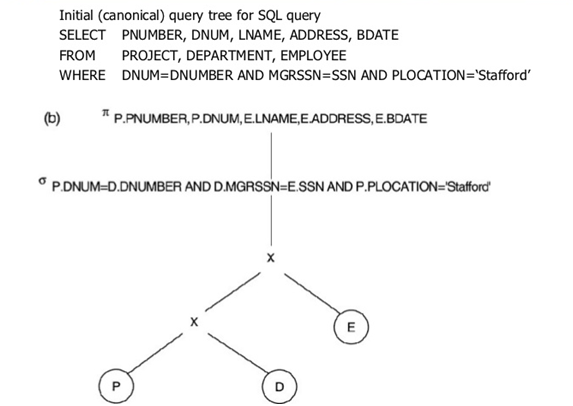 Initial (canonical) query tree for SQL query
SELECT PNUMBER, DNUM, LNAME, ADDRESS, BDATE
FROM PROJECT, DEPARTMENT, EMPLOYEE
WHERE DNUM=DNUMBER AND MGRSSN=SSN AND PLOCATION=‘Stafford’
(b) π P.PNUMBER,P.DNUM,E.LNAME,E.ADDRESS,E.BDATE
σ P.DNUM=D.DNUMBER AND D.MGRSSN=E.SSN AND P.PLOCATION='Stafford'
X
X
E
P
D